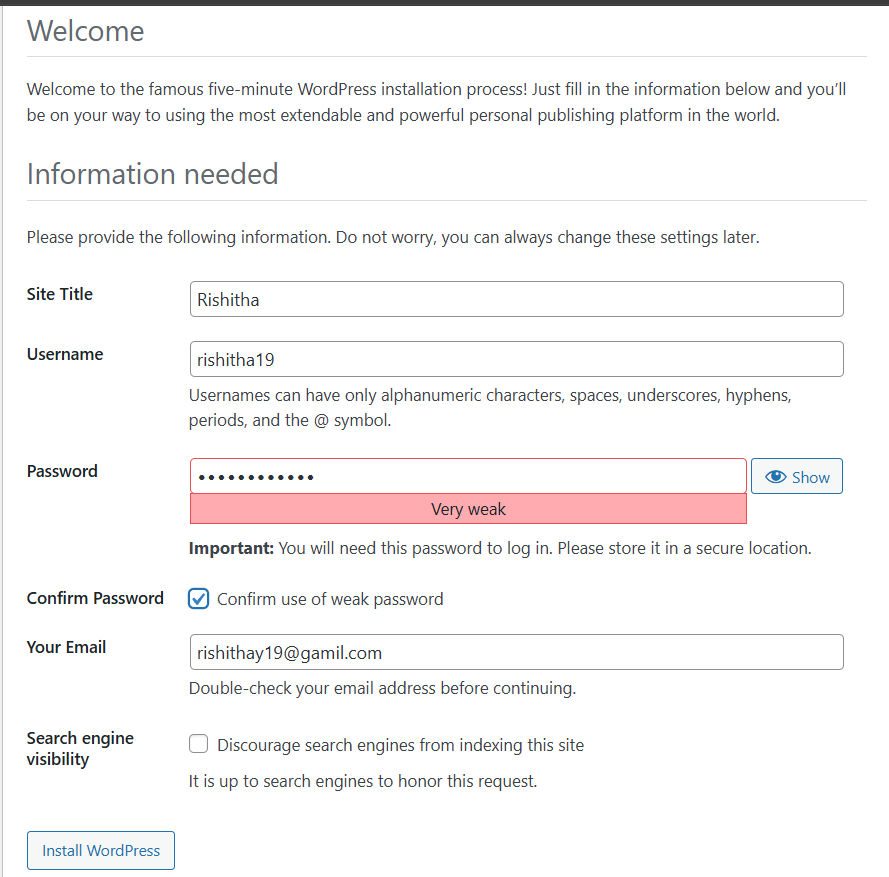 Welcome
Welcome to the famous five-minute WordPress installation process! Just fill in the information below and you’ll
be on your way to using the most extendable and powerful personal publishing platform in the world.
Information needed
Please provide the following information. Do not worry, you can always change these settings later.
Site Title
Rishitha
Username
rishitha19
Usernames can have only alphanumeric characters, spaces, underscores, hyphens,
periods, and the @ symbol.
Password
••••••••••••
Show
Very weak
Important: You will need this password to log in. Please store it in a secure location.
Confirm Password
Confirm use of weak password
Your Email
rishithay19@gamil.com
Double-check your email address before continuing.
Search engine
visibility
Discourage search engines from indexing this site
It is up to search engines to honor this request.
Install WordPress